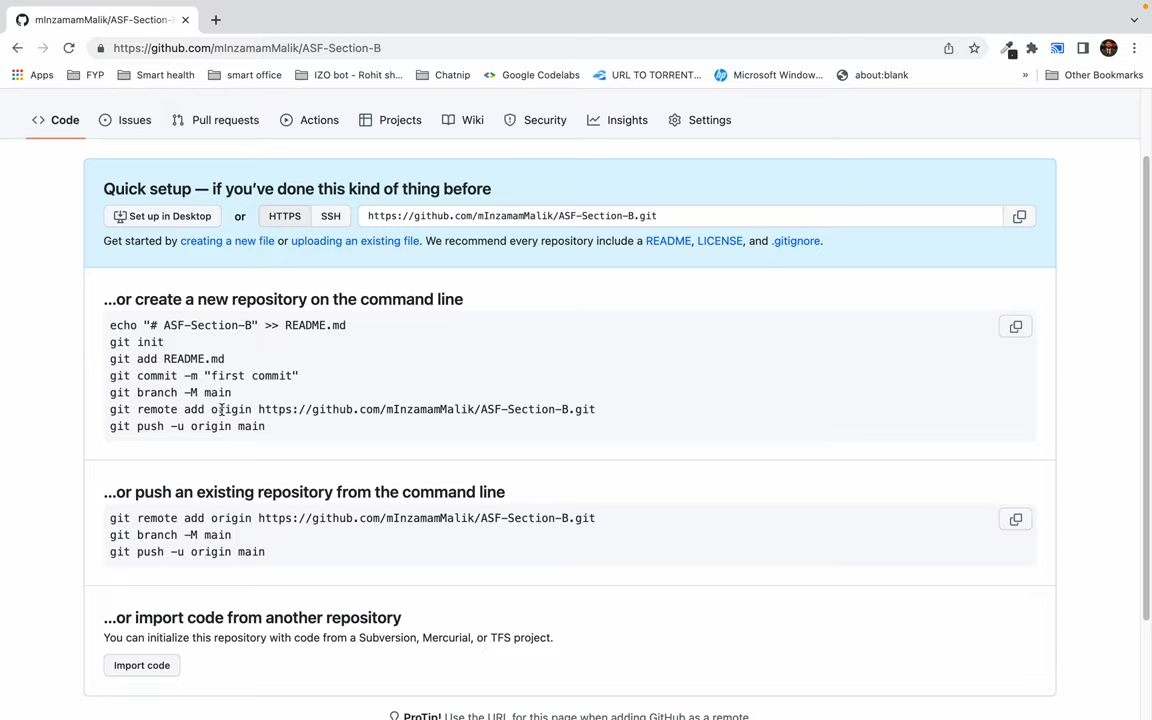 mInzamamMalik/ASF-Section-
https://github.com/mInzamamMalik/ASF-Section-B
Apps FYP Smart health smart office IZO bot - Rohit sh... Chatnip Google Codelabs URL TO TORRENT... Microsoft Window... about:blank » Other Bookmarks
<> Code Issues Pull requests Actions Projects Wiki Security Insights Settings
Quick setup — if you've done this kind of thing before
Set up in Desktop or HTTPS SSH https://github.com/mInzamamMalik/ASF-Section-B.git
Get started by creating a new file or uploading an existing file. We recommend every repository include a README, LICENSE, and .gitignore.
...or create a new repository on the command line
echo "# ASF-Section-B" >> README.md
git init
git add README.md
git commit -m "first commit"
git branch -M main
git remote add origin https://github.com/mInzamamMalik/ASF-Section-B.git
git push -u origin main
...or push an existing repository from the command line
git remote add origin https://github.com/mInzamamMalik/ASF-Section-B.git
git branch -M main
git push -u origin main
...or import code from another repository
You can initialize this repository with code from a Subversion, Mercurial, or TFS project.
Import code
ProTip! Use the URL for this page when adding GitHub as a remote.